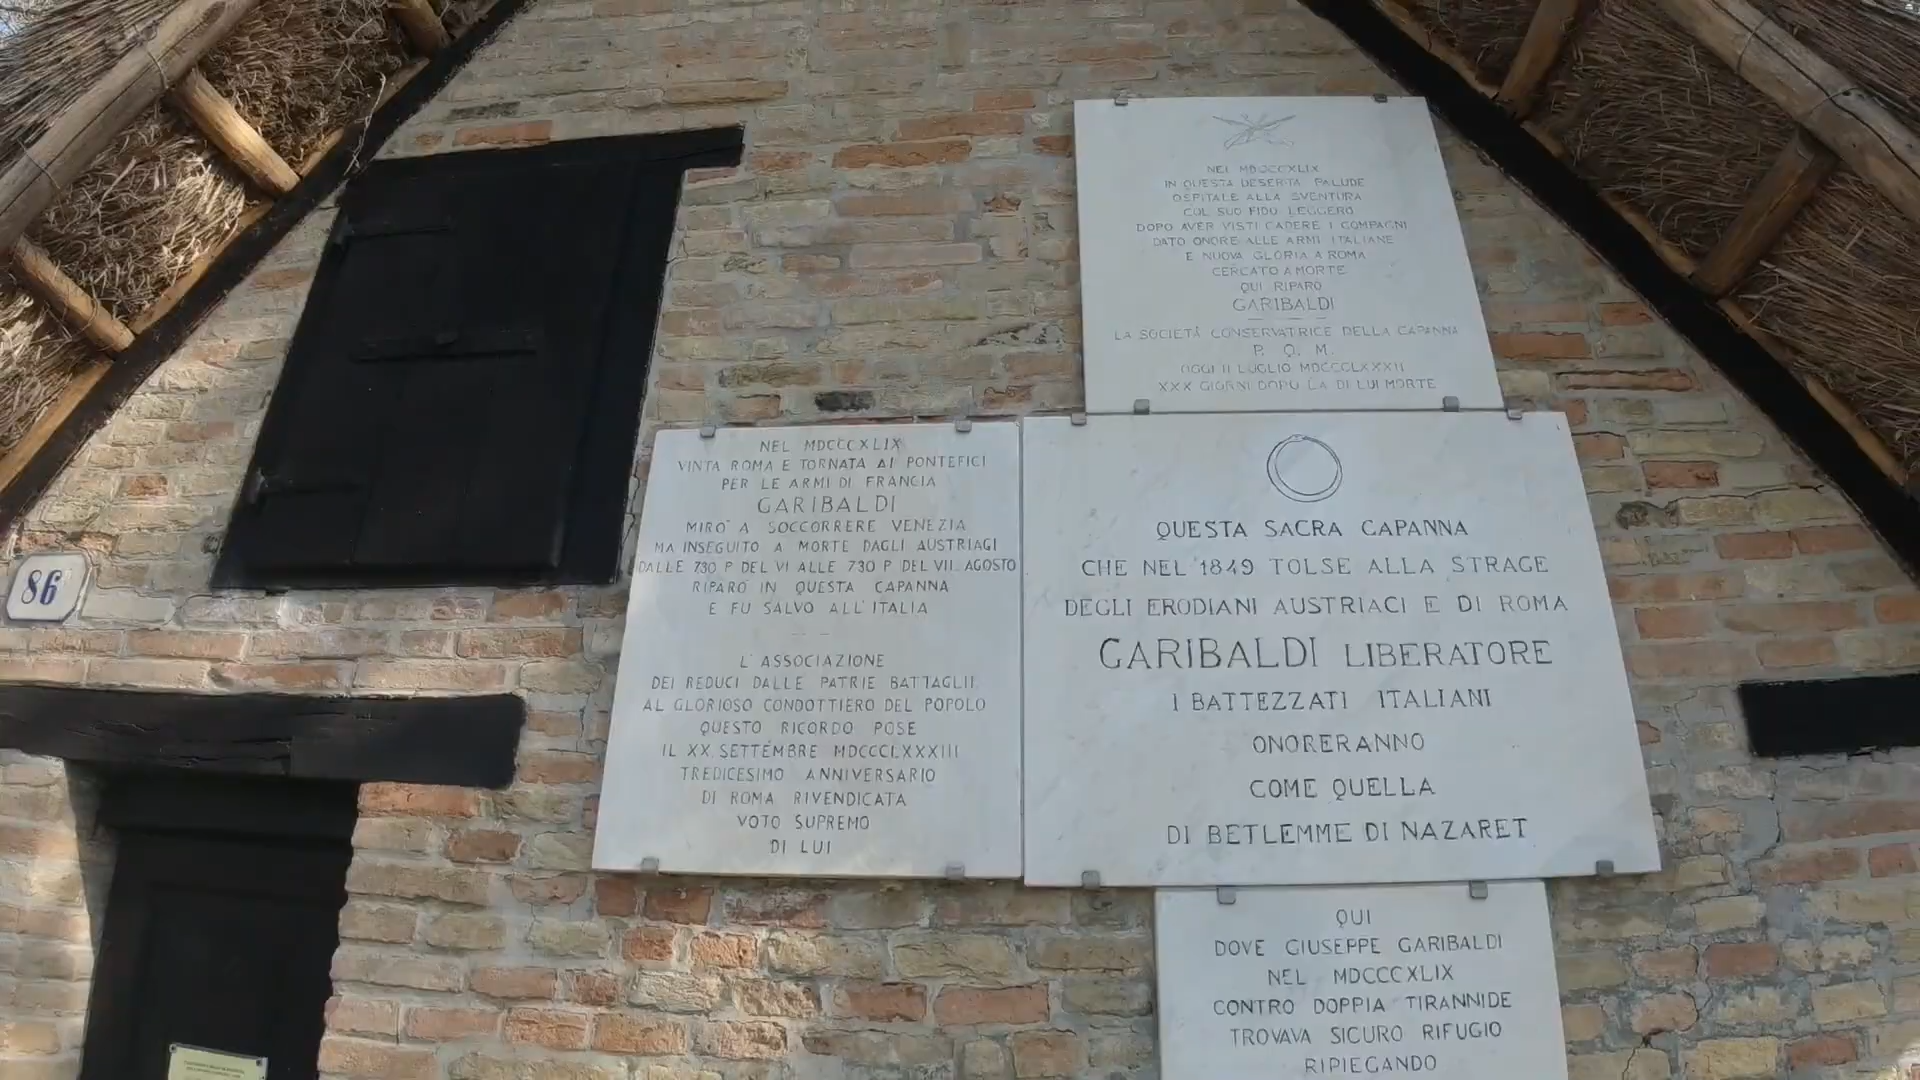 NEL MDCCCXLIX
IN QUESTA DESERTA PALUDE
OSPITALE ALLA SVENTURA
COL SUO FIDO LEGGERO
DOPO AVER VISTI CADERE I COMPAGNI
DATO ONORE ALLE ARMI ITALIANE
E NUOVA GLORIA A ROMA
CERCATO A MORTE
QUI RIPARO
GARIBALDI
LA SOCIETÀ CONSERVATRICE DELLA CAPANNA
P. Q. M.
OGGI II LUGLIO MDCCCLXXXII
XXX GIORNI DOPO LA DI LUI MORTE
NEL MDCCCXLIX
VINTA ROMA E TORNATA AI PONTEFICI
PER LE ARMI DI FRANCIA
GARIBALDI
MIRO' A SOCCORRERE VENEZIA
MA INSEGUITO A MORTE DAGLI AUSTRIAGI
DALLE 730 P DEL VI ALLE 730 P DEL VII AGOSTO
RIPARO IN QUESTA CAPANNA
E FU SALVO ALL'ITALIA
L'ASSOCIAZIONE
DEI REDUCI DALLE PATRIE BATTAGLIE
AL GLORIOSO CONDOTTIERO DEL POPOLO
QUESTO RICORDO POSE
IL XX SETTEMBRE MDCCCLXXXIII
TREDICESIMO ANNIVERSARIO
DI ROMA RIVENDICATA
VOTO SUPREMO
DI LUI
QUESTA SACRA CAPANNA
CHE NEL 1849 TOLSE ALLA STRAGE
DEGLI ERODIANI AUSTRIACI E DI ROMA
GARIBALDI LIBERATORE
I BATTEZZATI ITALIANI
ONORERANNO
COME QUELLA
DI BETLEMME DI NAZARET
86
QUI
DOVE GIUSEPPE GARIBALDI
NEL MDCCCXLIX
CONTRO DOPPIA TIRANNIDE
TROVAVA SICURO RIFUGIO
RIPIEGANDO